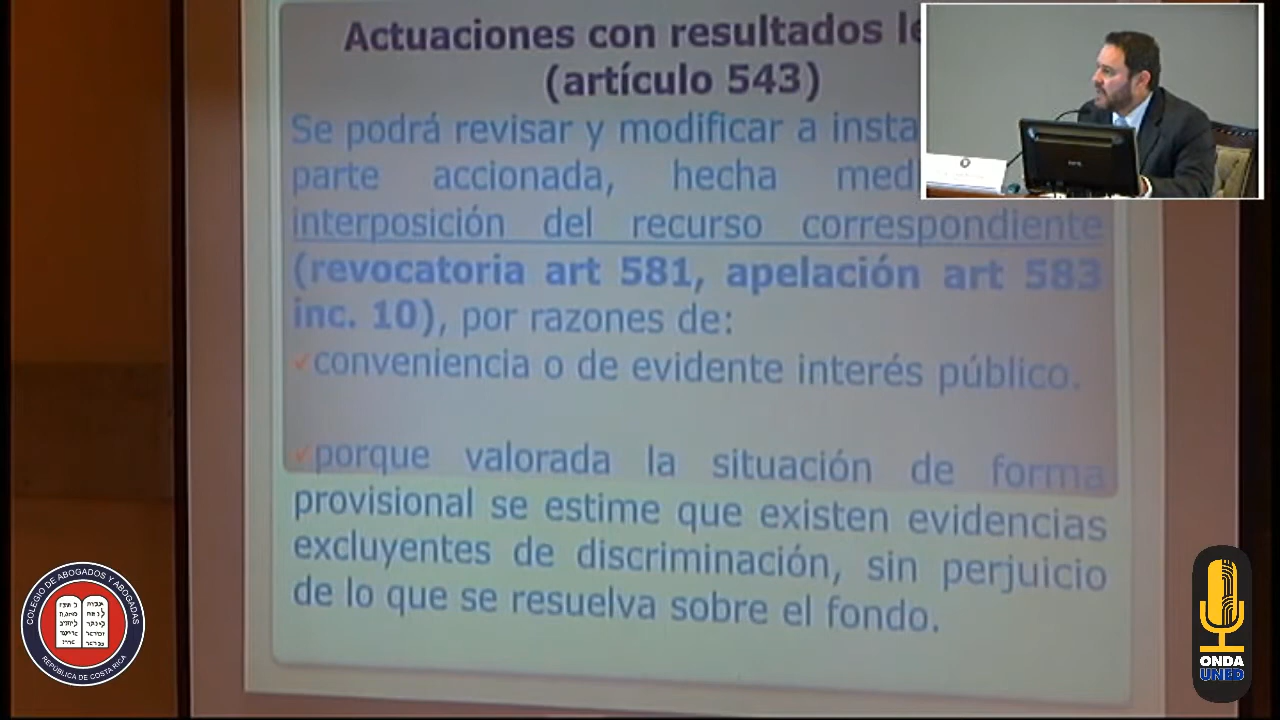 Actuaciones con resultados
(artículo 543)
Se podrá revisar y modificar a
parte accionada, hecha
interposición del recurso correspondiente
(revocatoria art 581, apelación art 583
inc. 10), por razones de:
✓conveniencia o de evidente interés público.
✓porque valorada la situación de forma
provisional se estime que existen evidencias
excluyentes de discriminación, sin perjuicio
de lo que se resuelva sobre el fondo.
COLEGIO DE ABOGADOS Y ABOGADAS
REPÚBLICA DE COSTA RICA
ONDA
UNED